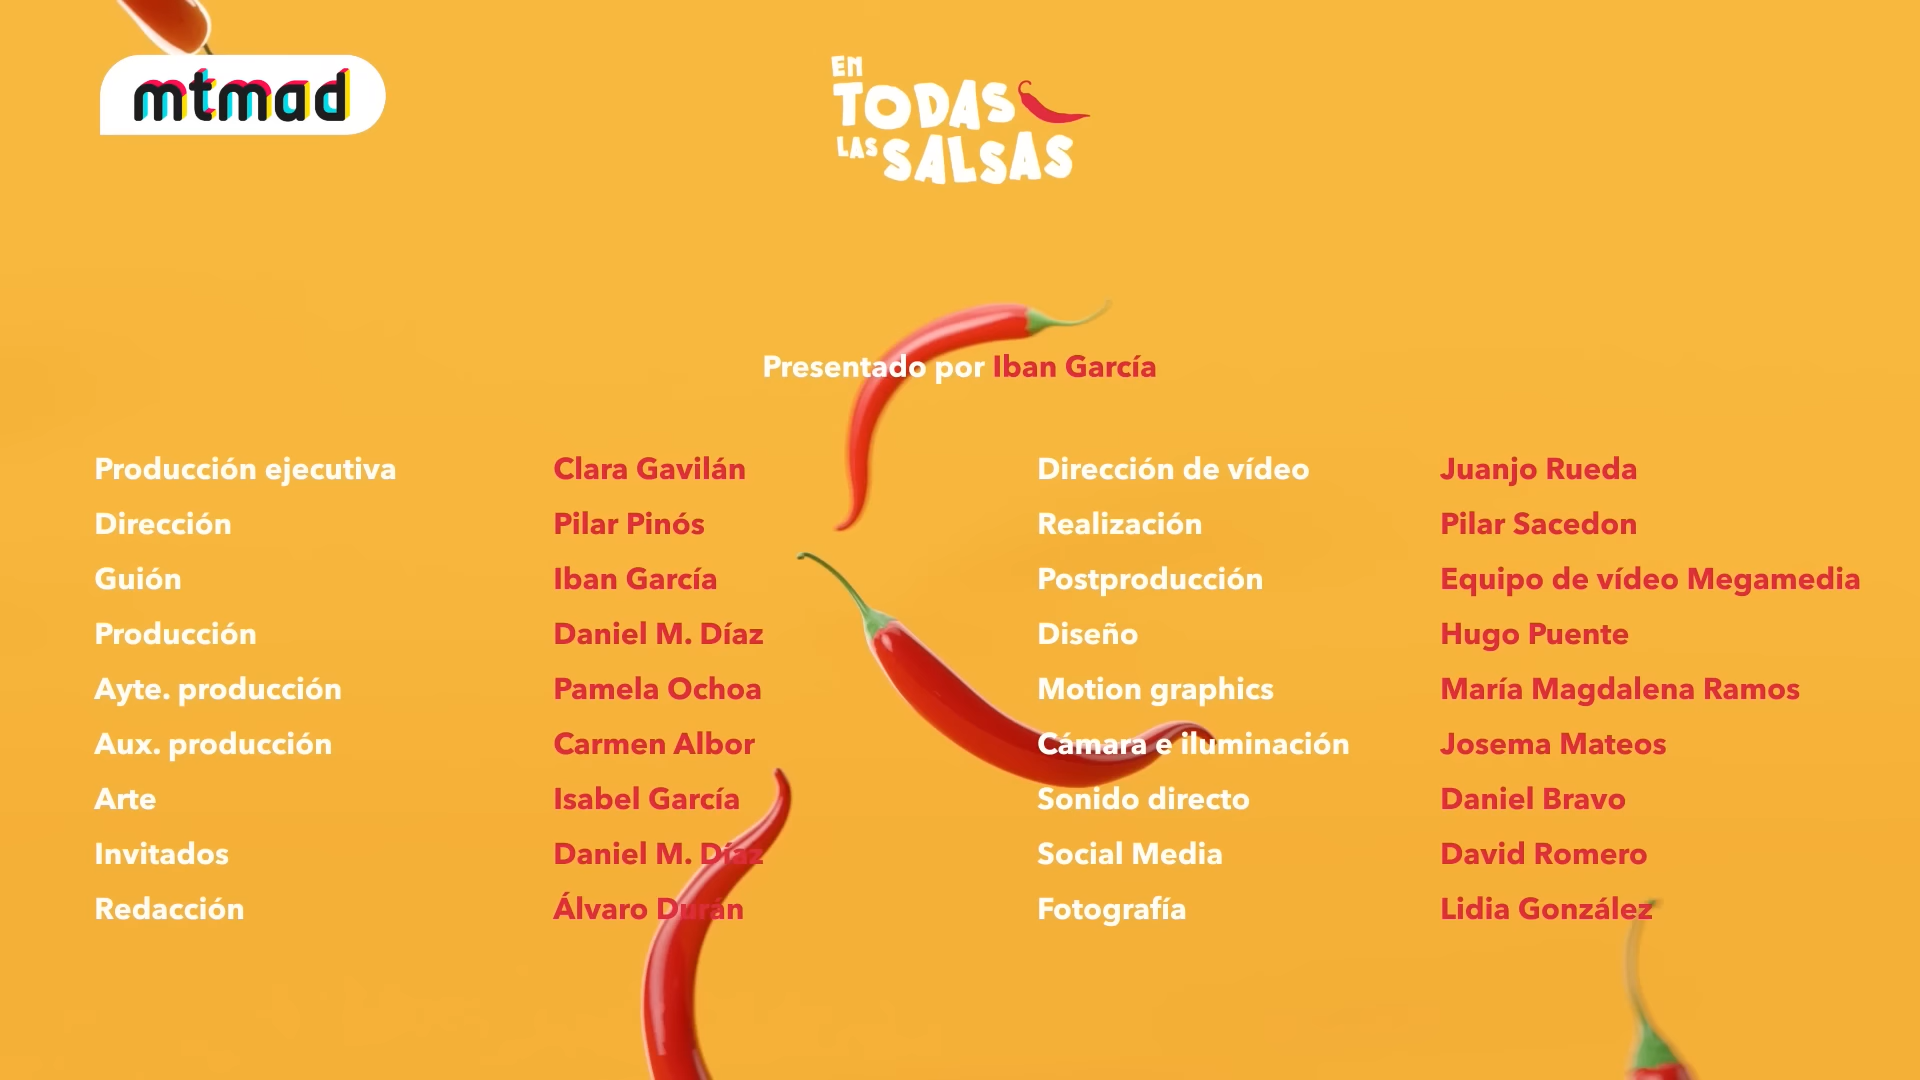 mtmad
EN
TODAS
LAS SALSAS
Presentado por Iban García
Producción ejecutiva Clara Gavilán
Dirección Pilar Pinós
Guión Iban García
Producción Daniel M. Díaz
Ayte. producción Pamela Ochoa
Aux. producción Carmen Albor
Arte Isabel García
Invitados Daniel M. Díaz
Redacción Álvaro Durán
Dirección de vídeo Juanjo Rueda
Realización Pilar Sacedon
Postproducción Equipo de vídeo Megamedia
Diseño Hugo Puente
Motion graphics María Magdalena Ramos
Cámara e iluminación Josema Mateos
Sonido directo Daniel Bravo
Social Media David Romero
Fotografía Lidia González